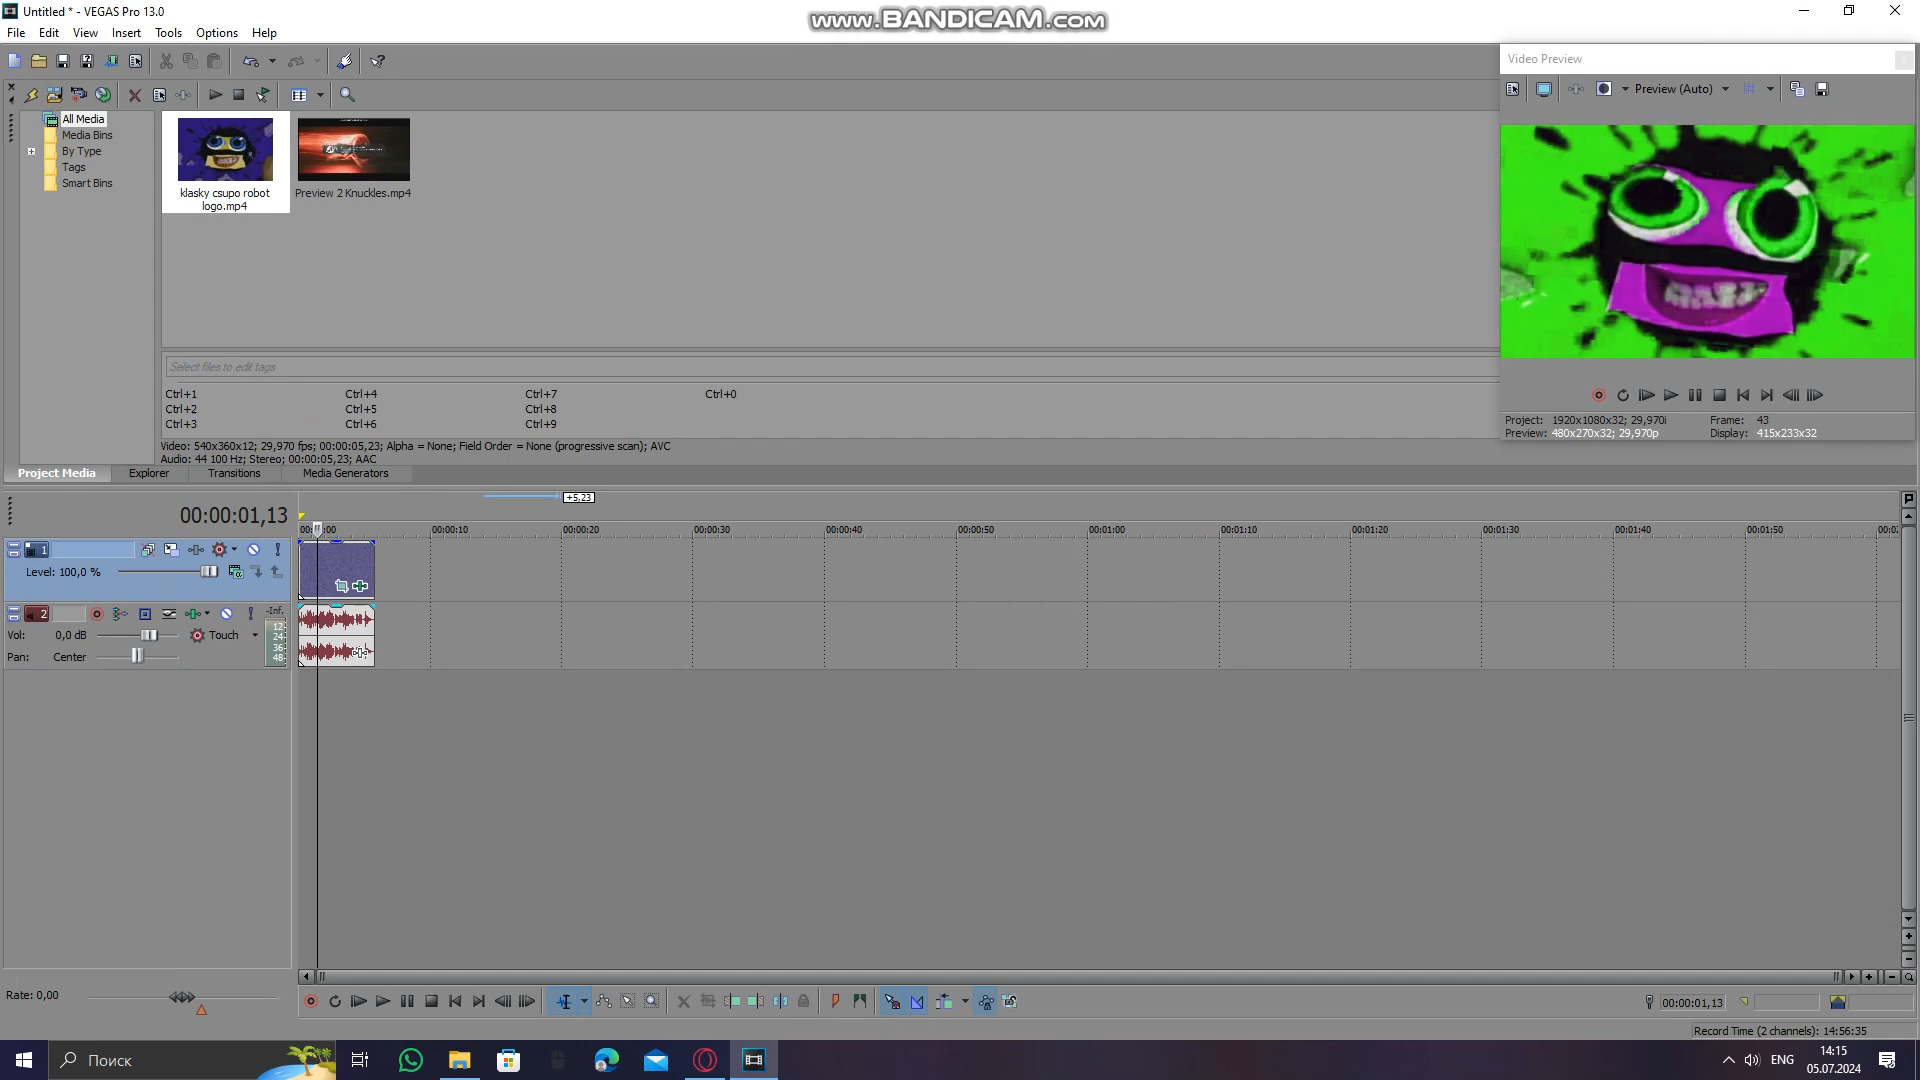 Untitled * - VEGAS Pro 13.0
www.BANDICAM.com
File Edit View Insert Tools Options Help
Video Preview
Preview (Auto)
All Media
Media Bins
By Type
Tags
Smart Bins
klasky csupo robot
logo.mp4
Preview 2 Knuckles.mp4
Select files to edit tags
Ctrl+1 Ctrl+4 Ctrl+7 Ctrl+0
Ctrl+2 Ctrl+5 Ctrl+8
Ctrl+3 Ctrl+6 Ctrl+9
Video: 540x360x12; 29,970 fps; 00:00:05,23; Alpha = None; Field Order = None (progressive scan); AVC
Audio: 44 100 Hz; Stereo; 00:00:05,23; AAC
Project: 1920x1080x32; 29,970i Frame: 43
Preview: 480x270x32; 29,970p Display: 415x233x32
Project Media Explorer Transitions Media Generators
+5,23
00:00:01,13
00:00:10 00:00:20 00:00:30 00:00:40 00:00:50 00:01:00 00:01:10 00:01:20 00:01:30 00:01:40 00:01:50
1
Level: 100,0 %
2
-Inf.
Vol: 0,0 dB Touch
Pan: Center
12
24
36
48
Rate: 0,00
00:00:01,13
Record Time (2 channels): 14:56:35
Поиск
ENG
14:15
05.07.2024